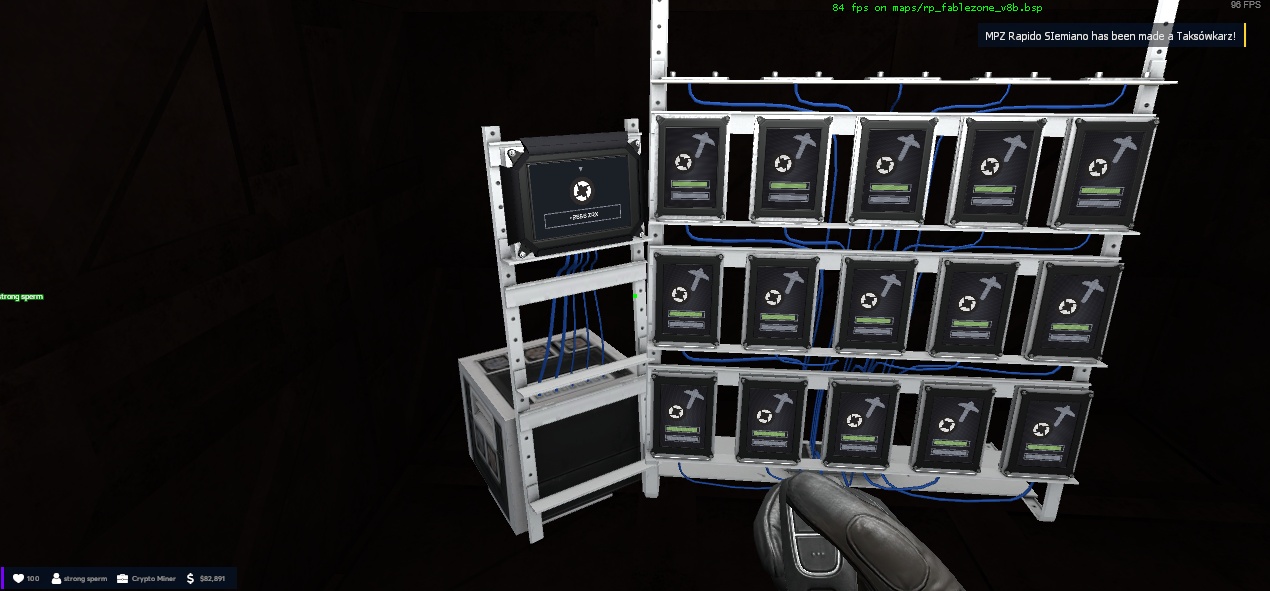 84 fps on maps/rp_fablezone_v8b.bsp
96 FPS
MPZ Rapido SIemiano has been made a Taksówkarz!
strong sperm
100 strong sperm Crypto Miner $ $82,891